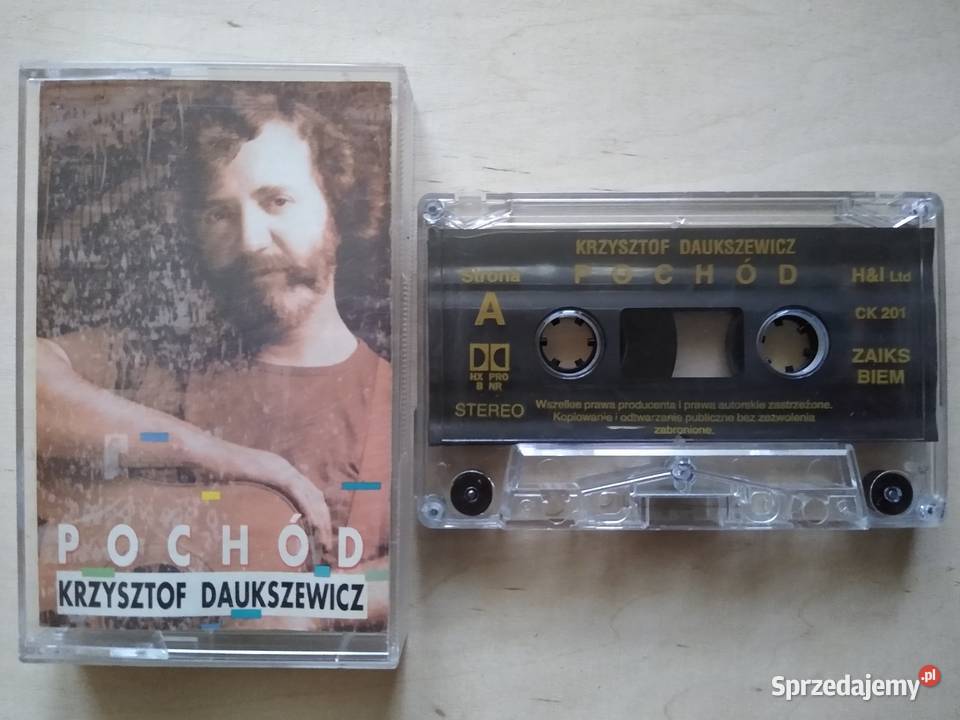 POCHÓD
KRZYSZTOF DAUKSZEWICZ
KRZYSZTOF DAUKSZEWICZ
Strona POCHÓD H&I Ltd
A
CK 201
HX PRO
B NR
ZAIKS
BIEM
STEREO
Wszelkie prawa producenta i prawa autorskie zastrzeżone.
Kopiowanie i odtwarzanie publiczne bez zezwolenia
zabronione.
Sprzedajemy.pl